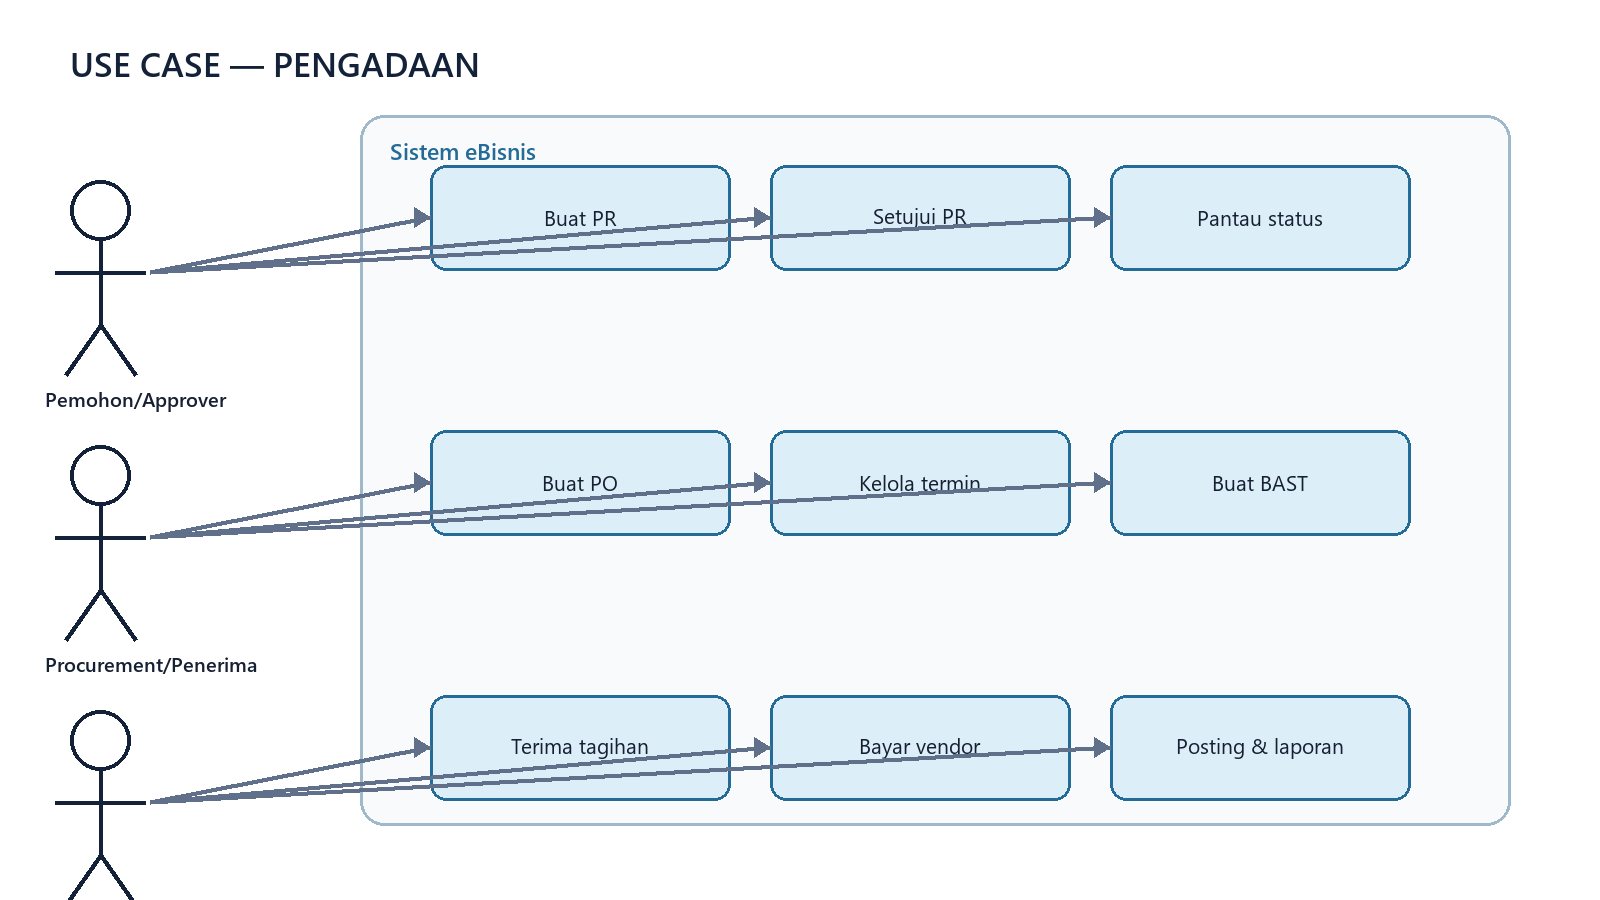 USE CASE — PENGADAAN
Sistem eBisnis
Buat PR
Setujui PR
Pantau status
Pemohon/Approver
Buat PO
Kelola termin
Buat BAST
Procurement/Penerima
Terima tagihan
Bayar vendor
Posting & laporan